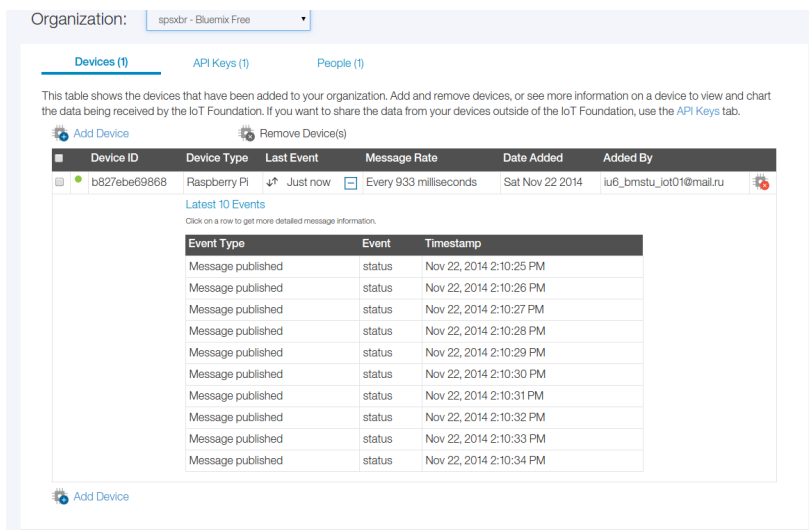 Organization: spsxbr - Bluemix Free
Devices (1) API Keys (1) People (1)
This table shows the devices that have been added to your organization. Add and remove devices, or see more information on a device to view and chart
the data being received by the IoT Foundation. If you want to share the data from your devices outside of the IoT Foundation, use the API Keys tab.
Add Device Remove Device(s)
Device ID Device Type Last Event Message Rate Date Added Added By
b827ebe69868 Raspberry Pi Just now Every 933 milliseconds Sat Nov 22 2014 iu6_bmstu_iot01@mail.ru
Latest 10 Events
Click on a row to get more detailed message information.
Event Type Event Timestamp
Message published status Nov 22, 2014 2:10:25 PM
Message published status Nov 22, 2014 2:10:26 PM
Message published status Nov 22, 2014 2:10:27 PM
Message published status Nov 22, 2014 2:10:28 PM
Message published status Nov 22, 2014 2:10:29 PM
Message published status Nov 22, 2014 2:10:30 PM
Message published status Nov 22, 2014 2:10:31 PM
Message published status Nov 22, 2014 2:10:32 PM
Message published status Nov 22, 2014 2:10:33 PM
Message published status Nov 22, 2014 2:10:34 PM
Add Device